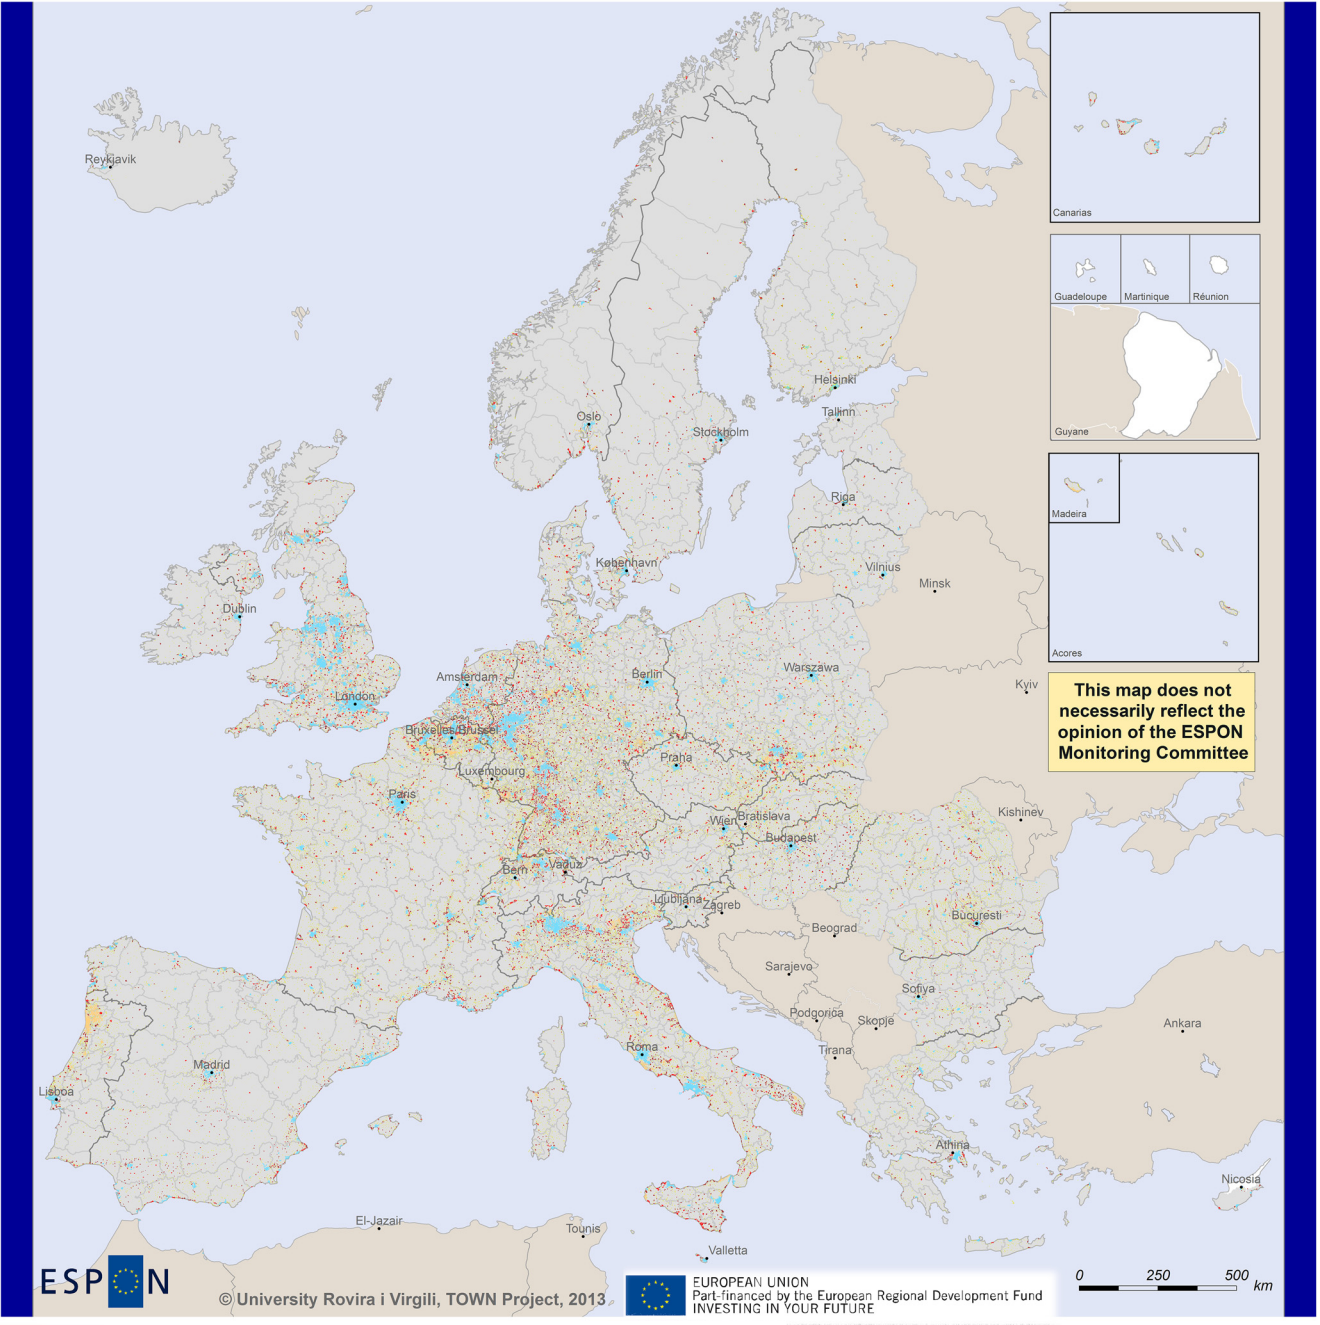 Reykjavik
Canarias
Guadeloupe
Martinique
Réunion
Guyane
Helsinki
Oslo
Tallinn
Stockholm
Riga
Madeira
København
Vilnius
Minsk
Dublin
Acores
Amsterdam
Berlin
Warszawa
London
Kyiv
This map does not
necessarily reflect the
opinion of the ESPON
Monitoring Committee
Bruxelles/Brussel
Praha
Luxembourg
Paris
Kishinev
Wien
Bratislava
Budapest
Bern
Vaduz
Ljubljana
Zagreb
Bucuresti
Beograd
Sarajevo
Sofiya
Podgorica
Skopje
Ankara
Roma
Tirana
Madrid
Lisboa
Athina
Nicosia
El-Jazair
Tounis
Valletta
ESPON
© University Rovira i Virgili, TOWN Project, 2013
EUROPEAN UNION
Part-financed by the European Regional Development Fund
INVESTING IN YOUR FUTURE
0 250 500 km